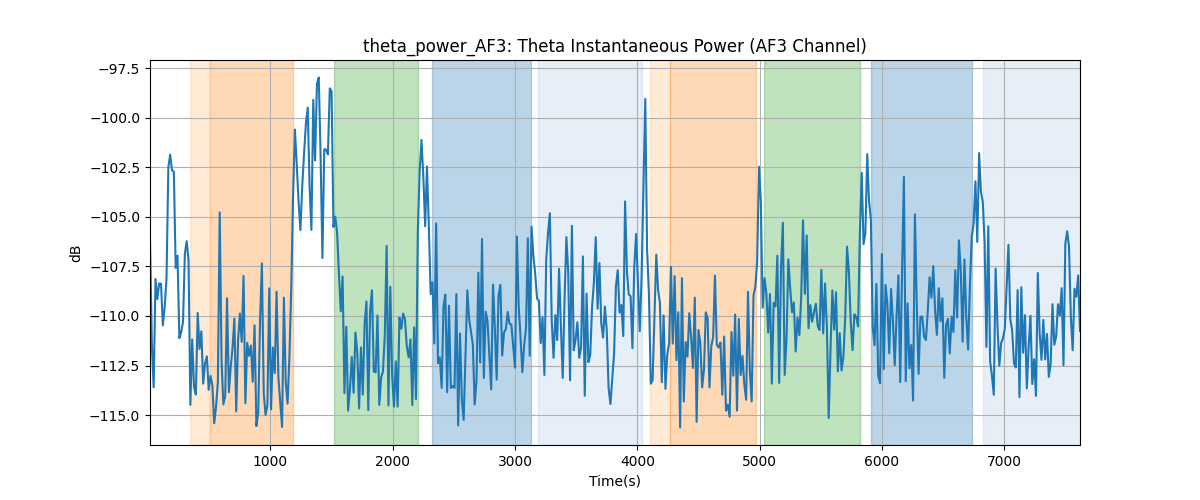 theta_power_AF3: Theta Instantaneous Power (AF3 Channel)
−97.5
−100.0
−102.5
−105.0
−107.5
−110.0
−112.5
−115.0
dB
1000 2000 3000 4000 5000 6000 7000
Time(s)